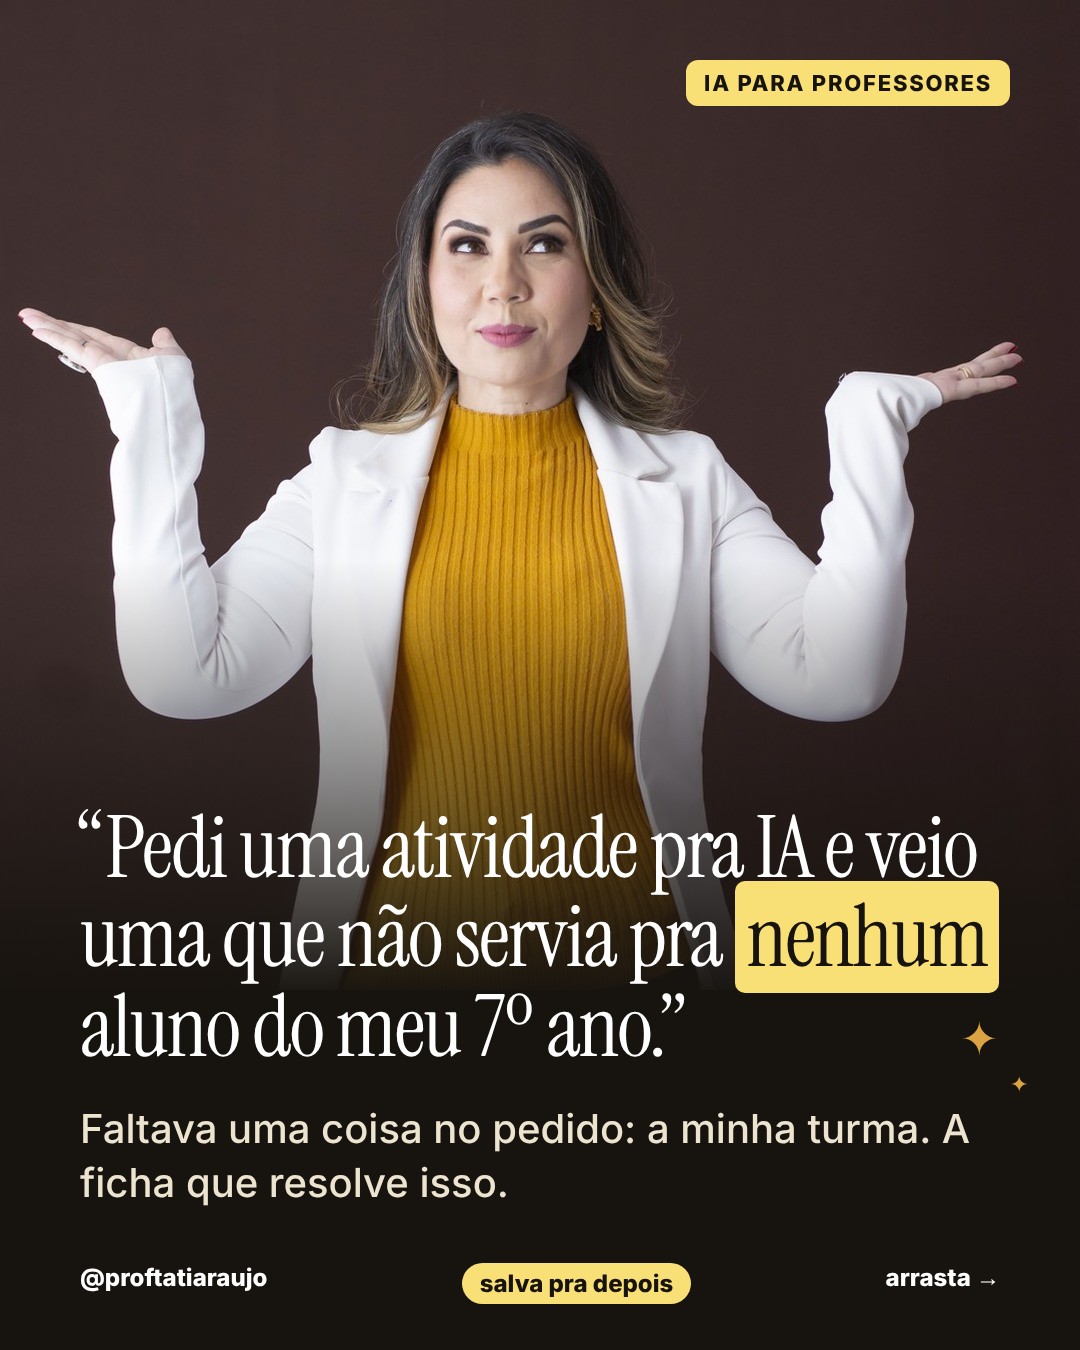 IA PARA PROFESSORES
“Pedi uma atividade pra IA e veio
uma que não servia pra nenhum
aluno do meu 7º ano.”
Faltava uma coisa no pedido: a minha turma. A
ficha que resolve isso.
@proftatiaraujo
salva pra depois
arrasta →